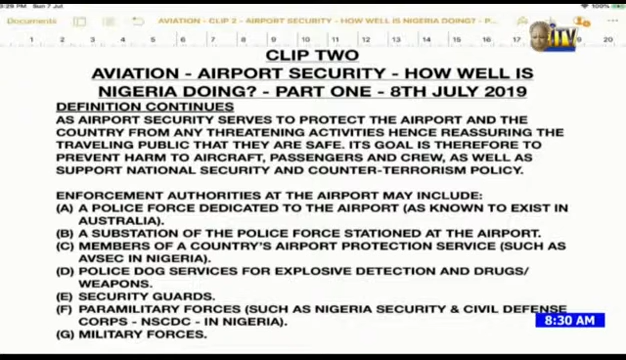 3:29 PM Sun 7 Jul
100%
Documents
AVIATION - CLIP 2 - AIRPORT SECURITY - HOW WELL IS NIGERIA DOING? - P...
1 2 3 4 5 6 7 8 9 10 11 12 13 14 15 16 17 19 20
ITV
CLIP TWO
AVIATION - AIRPORT SECURITY - HOW WELL IS
NIGERIA DOING? - PART ONE - 8TH JULY 2019
DEFINITION CONTINUES
AS AIRPORT SECURITY SERVES TO PROTECT THE AIRPORT AND THE
COUNTRY FROM ANY THREATENING ACTIVITIES HENCE REASSURING THE
TRAVELING PUBLIC THAT THEY ARE SAFE. ITS GOAL IS THEREFORE TO
PREVENT HARM TO AIRCRAFT, PASSENGERS AND CREW, AS WELL AS
SUPPORT NATIONAL SECURITY AND COUNTER-TERRORISM POLICY.
ENFORCEMENT AUTHORITIES AT THE AIRPORT MAY INCLUDE:
(A) A POLICE FORCE DEDICATED TO THE AIRPORT (AS KNOWN TO EXIST IN
AUSTRALIA).
(B) A SUBSTATION OF THE POLICE FORCE STATIONED AT THE AIRPORT.
(C) MEMBERS OF A COUNTRY'S AIRPORT PROTECTION SERVICE (SUCH AS
AVSEC IN NIGERIA).
(D) POLICE DOG SERVICES FOR EXPLOSIVE DETECTION AND DRUGS/
WEAPONS.
(E) SECURITY GUARDS.
(F) PARAMILITARY FORCES (SUCH AS NIGERIA SECURITY & CIVIL DEFENSE
CORPS - NSCDC - IN NIGERIA).
(G) MILITARY FORCES.
8:30 AM